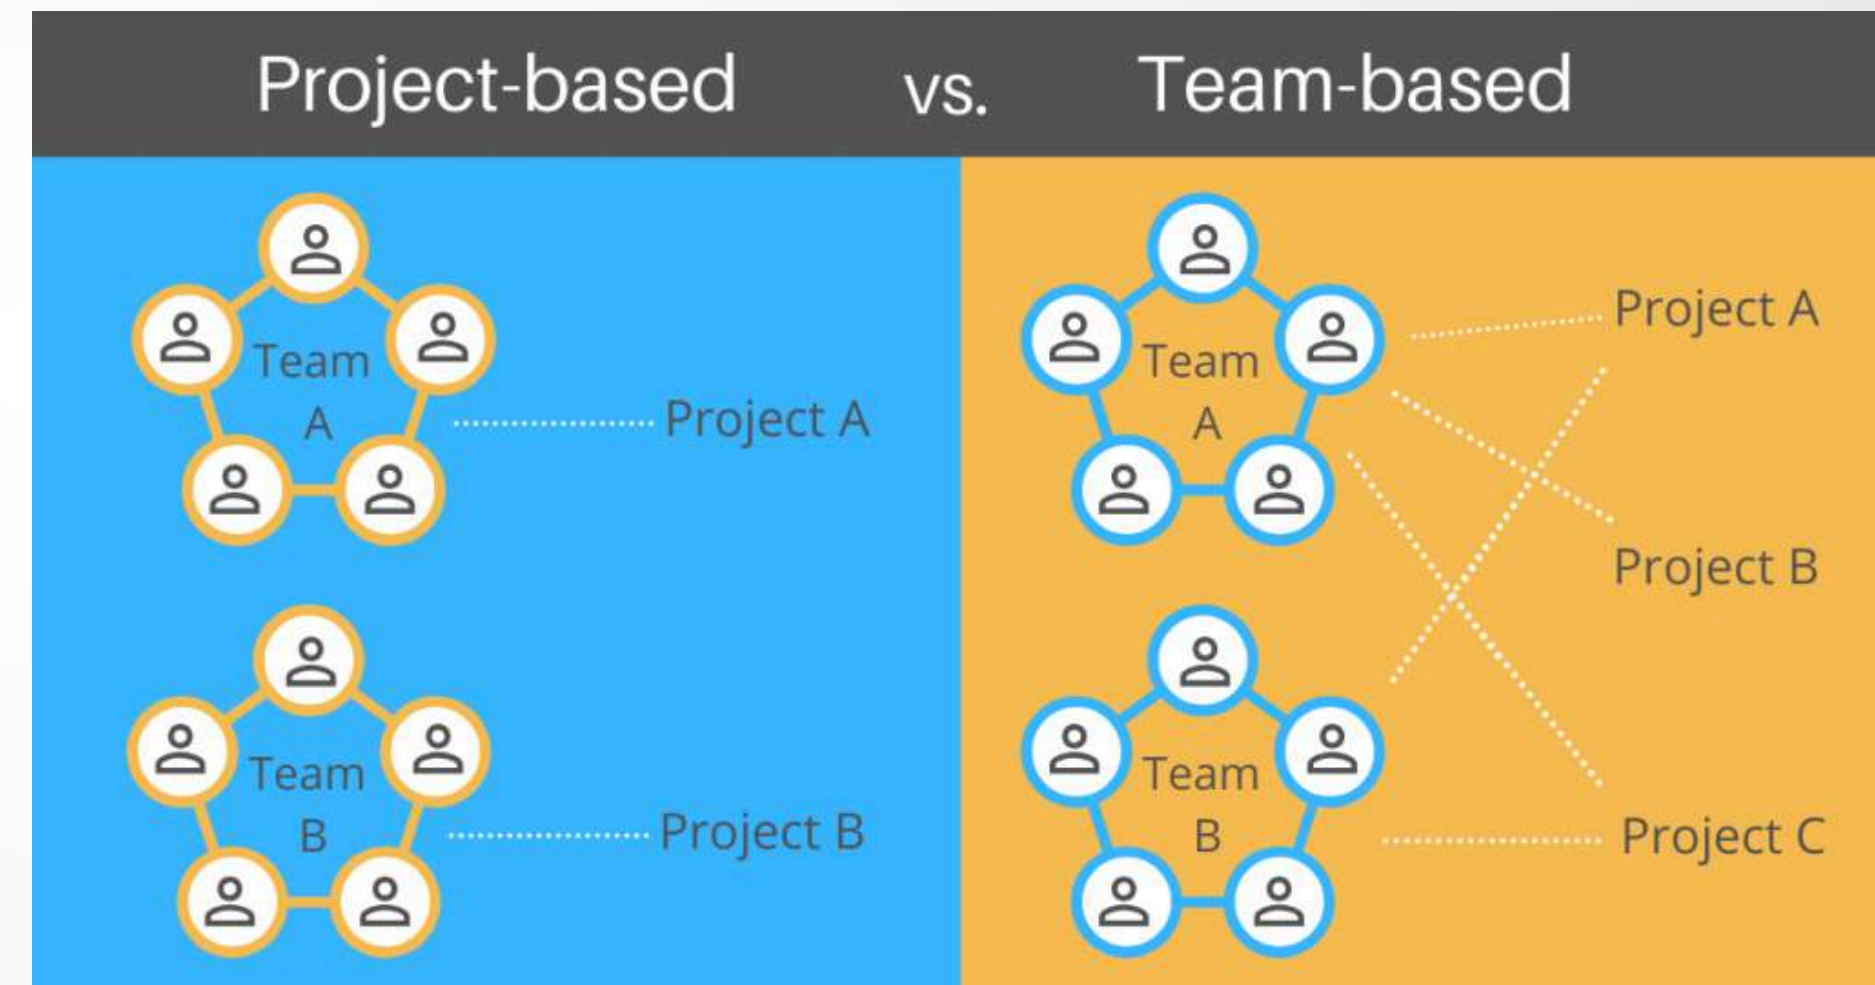 Project-based vs. Team-based
Team
A
Project A
Team
B
Project B
Team
A
Project A
Project B
Team
B
Project C